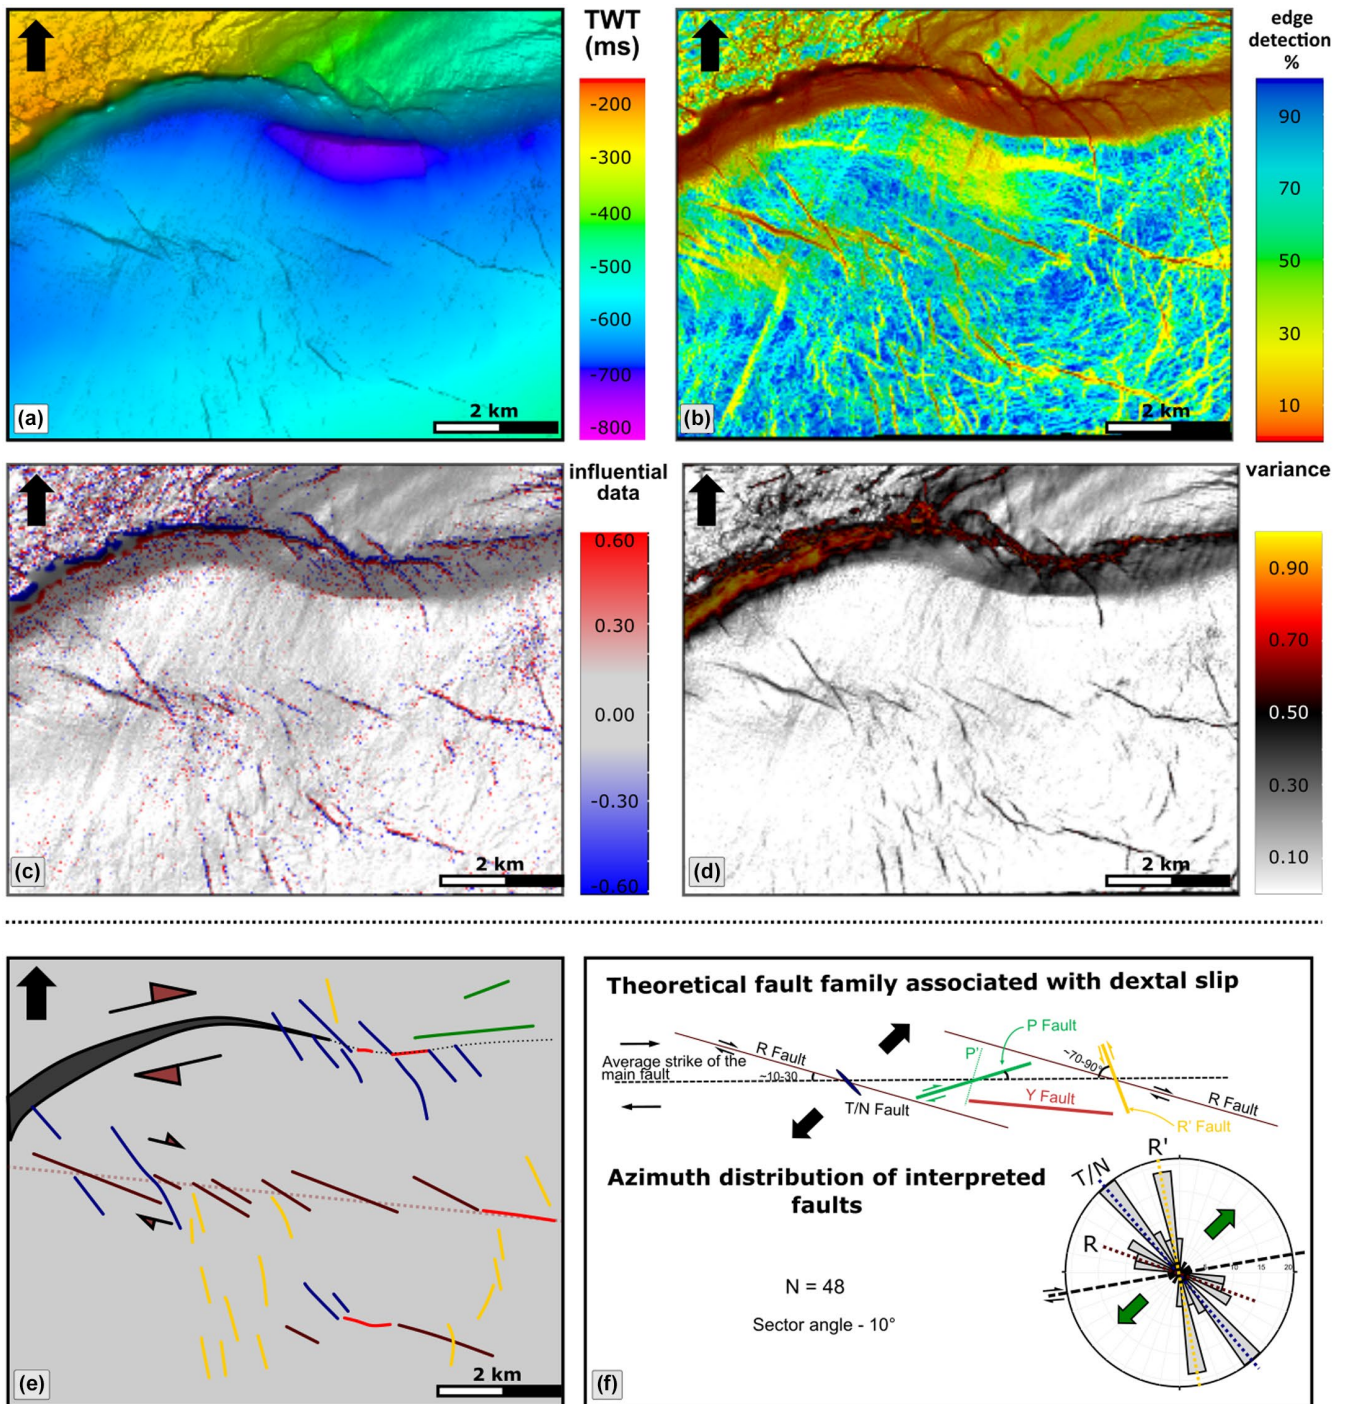 TWT
(ms)
-200
-300
-400
-500
-600
-700
-800
2 km
(a)
edge
detection
%
90
70
50
30
10
2 km
(b)
influential
data
0.60
0.30
0.00
-0.30
-0.60
2 km
(c)
variance
0.90
0.70
0.50
0.30
0.10
2 km
(d)
2 km
(e)
Theoretical fault family associated with dextal slip
P Fault
R Fault
P'
~70-90°
Average strike of the
main fault
~10-30
Y Fault
R Fault
T/N Fault
R' Fault
Azimuth distribution of interpreted
faults
R'
T/N
R
5
10
15
20
N = 48
Sector angle - 10°
(f)